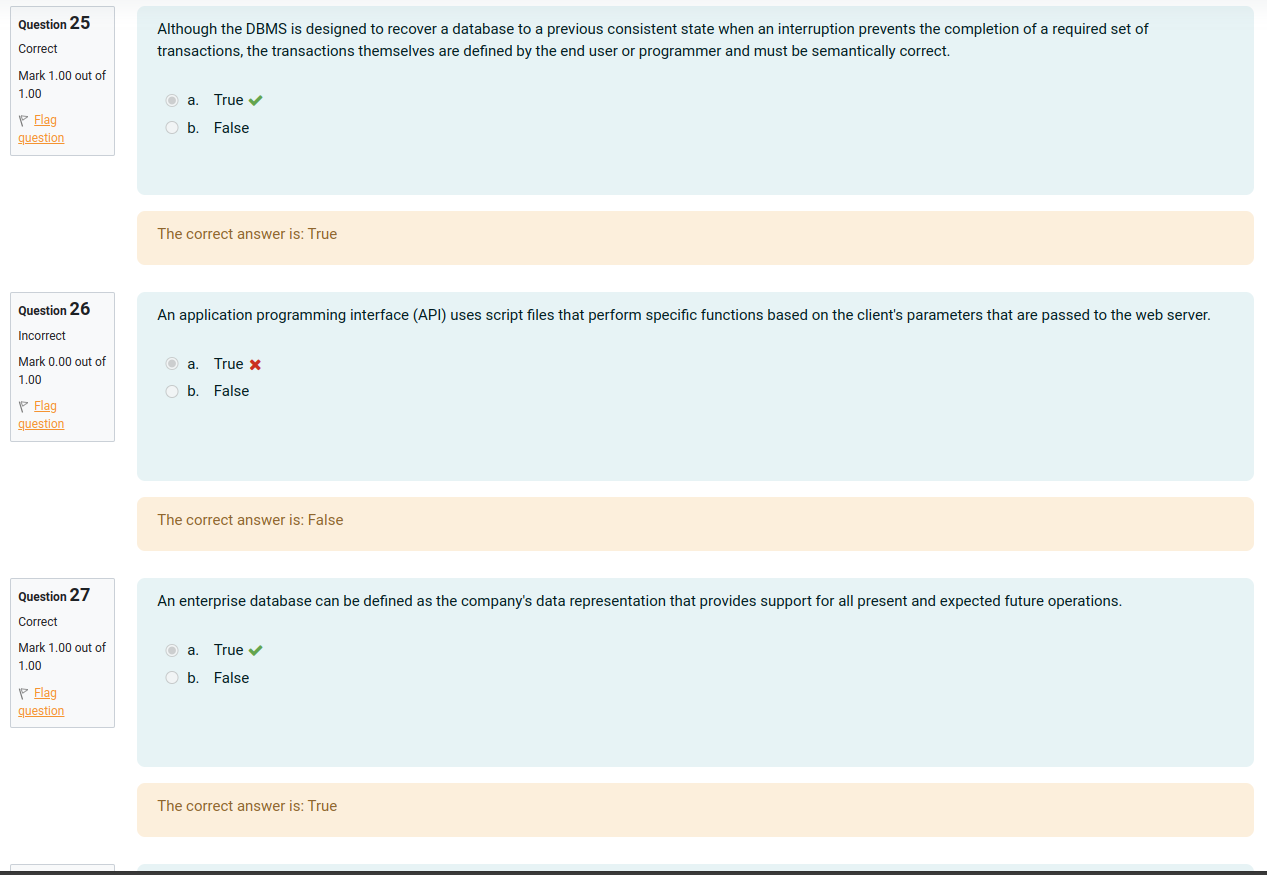 Question 25
Correct
Mark 1.00 out of
1.00
Flag
question
Although the DBMS is designed to recover a database to a previous consistent state when an interruption prevents the completion of a required set of
transactions, the transactions themselves are defined by the end user or programmer and must be semantically correct.
a. True
b. False
The correct answer is: True
Question 26
Incorrect
Mark 0.00 out of
1.00
Flag
question
An application programming interface (API) uses script files that perform specific functions based on the client's parameters that are passed to the web server.
a. True
b. False
The correct answer is: False
Question 27
Correct
Mark 1.00 out of
1.00
Flag
question
An enterprise database can be defined as the company's data representation that provides support for all present and expected future operations.
a. True
b. False
The correct answer is: True